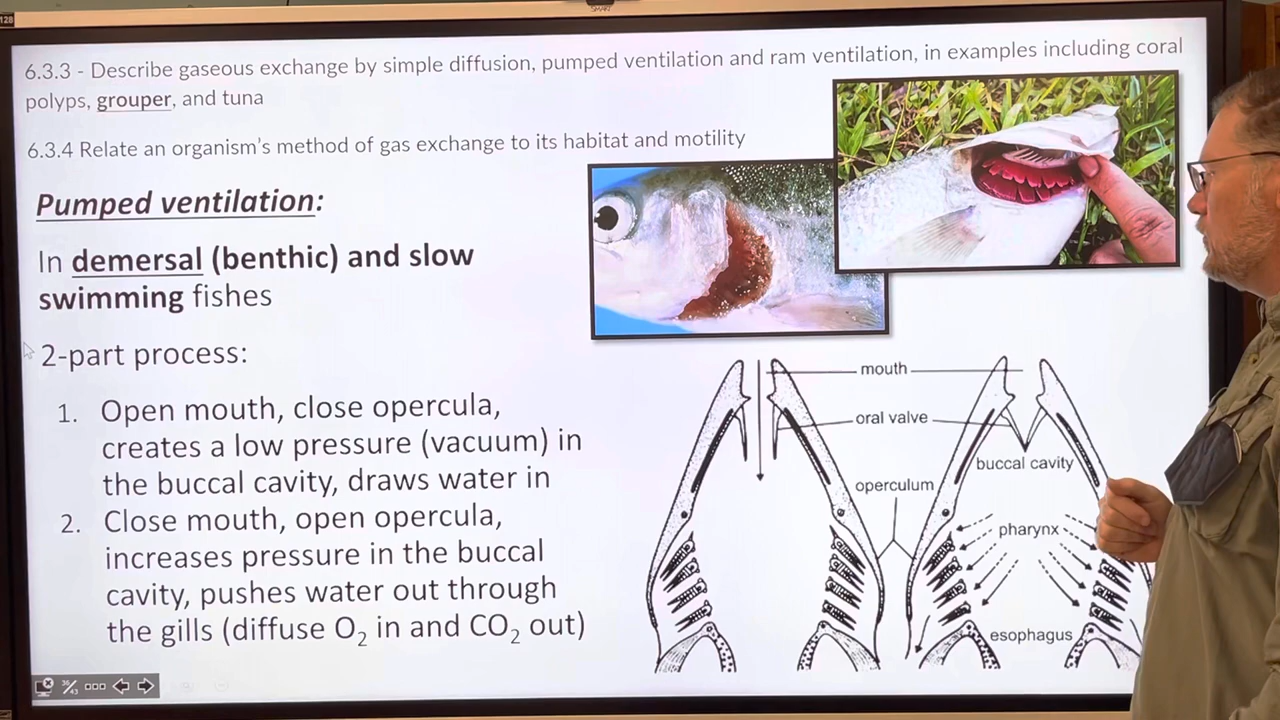 SMART
128
6.3.3 - Describe gaseous exchange by simple diffusion, pumped ventilation and ram ventilation, in examples including coral
polyps, grouper, and tuna
6.3.4 Relate an organism's method of gas exchange to its habitat and motility
Pumped ventilation:
In demersal (benthic) and slow
swimming fishes
2-part process:
1. Open mouth, close opercula,
creates a low pressure (vacuum) in
the buccal cavity, draws water in
2. Close mouth, open opercula,
increases pressure in the buccal
cavity, pushes water out through
the gills (diffuse O₂ in and CO₂ out)
mouth
oral valve
buccal cavity
operculum
pharynx
esophagus
36/43